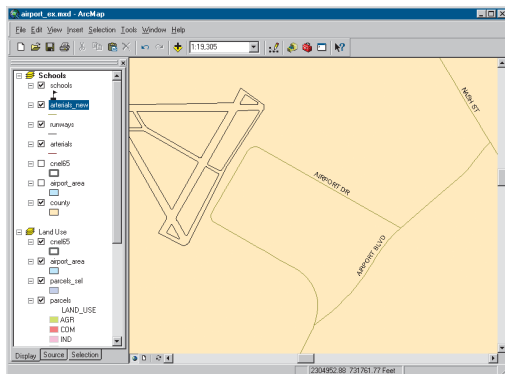 airport_ex.mxd - ArcMap
File Edit View Insert Selection Tools Window Help
1:19,305
Schools
schools
arterials_new
runways
arterials
cnel65
airport_area
county
Land Use
cnel65
airport_area
parcels_sel
parcels
LAND_USE
AGR
COM
IND
Display Source Selection
NASH ST
AIRPORT DR
AIRPORT BLVD
2304952.88 731761.77 Feet